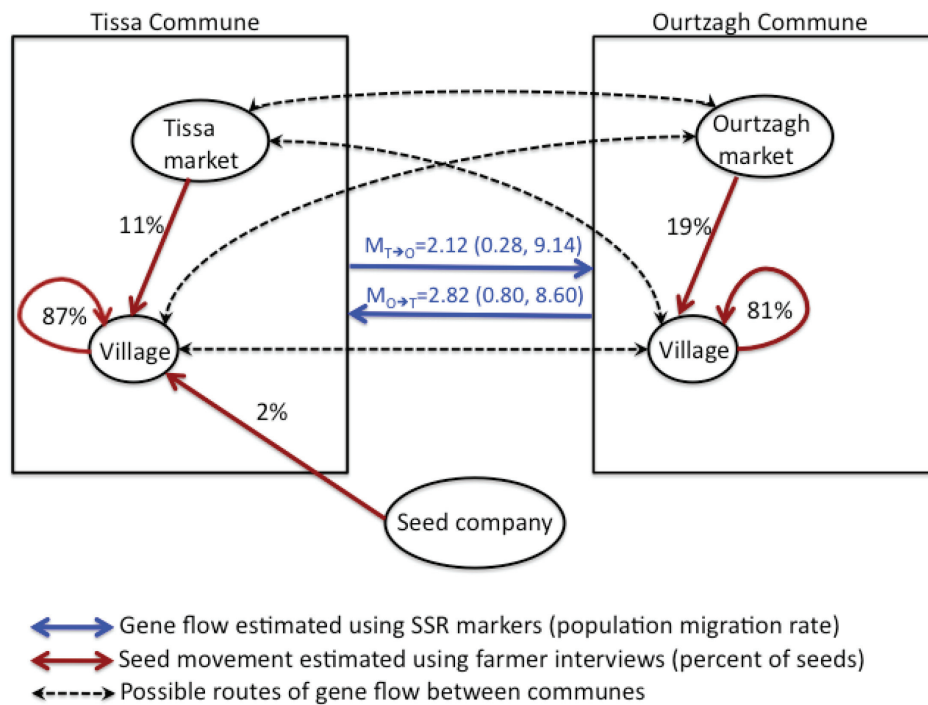 Tissa Commune
Ourtzagh Commune
Tissa
market
Ourtzagh
market
11%
19%
M_T→O=2.12 (0.28, 9.14)
M_O→T=2.82 (0.80, 8.60)
87%
81%
Village
Village
2%
Seed company
Gene flow estimated using SSR markers (population migration rate)
Seed movement estimated using farmer interviews (percent of seeds)
Possible routes of gene flow between communes